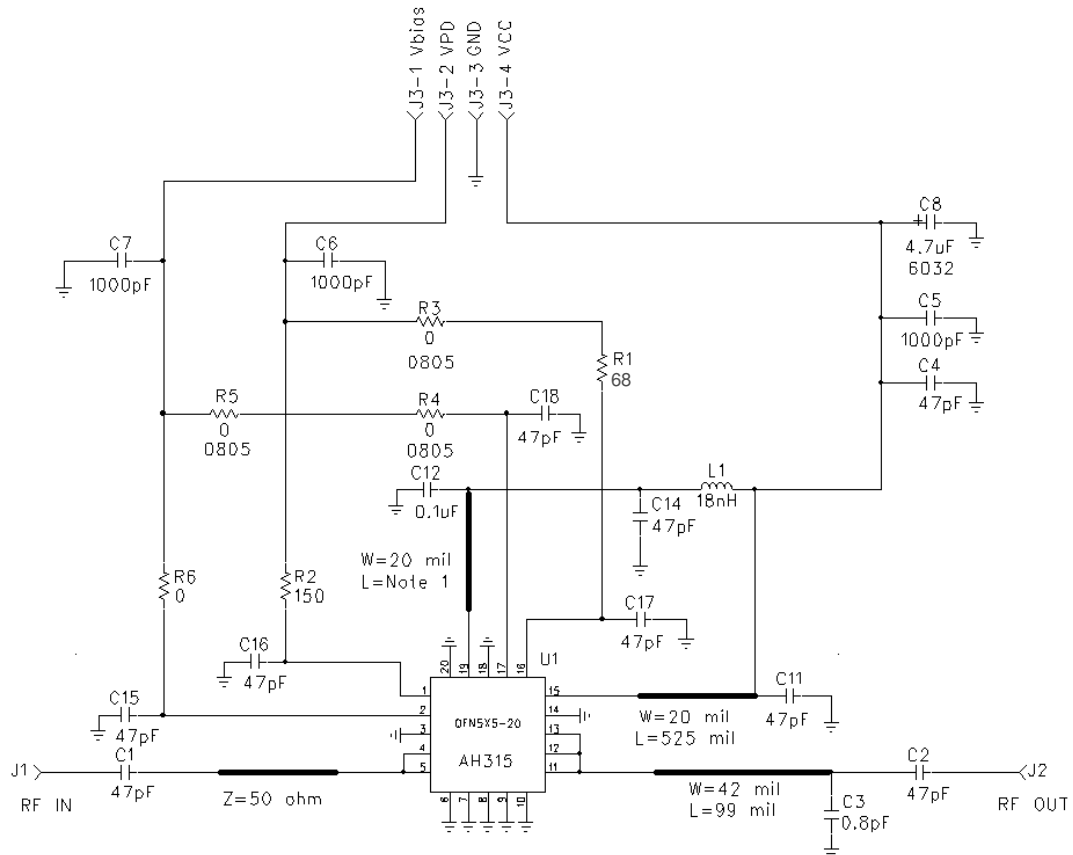 J3-1 Vbias
J3-2 VPD
J3-3 GND
J3-4 VCC
C7
1000pF
C6
1000pF
+
C8
4.7uF
6032
R3
0
0805
C5
1000pF
R1
68
C4
47pF
R5
0
0805
R4
0
0805
C18
47pF
C12
0.1uF
C14
47pF
L1
18nH
W=20 mil
L=Note 1
R6
0
R2
150
C17
47pF
C16
47pF
20
19
18
17
16
U1
C15
47pF
1
2
3
4
5
QFN5X5-20
AH315
15
14
13
12
11
6
7
8
9
10
W=20 mil
L=525 mil
C11
47pF
J1
RF IN
C1
47pF
Z=50 ohm
W=42 mil
L=99 mil
C3
0.8pF
C2
47pF
J2
RF OUT